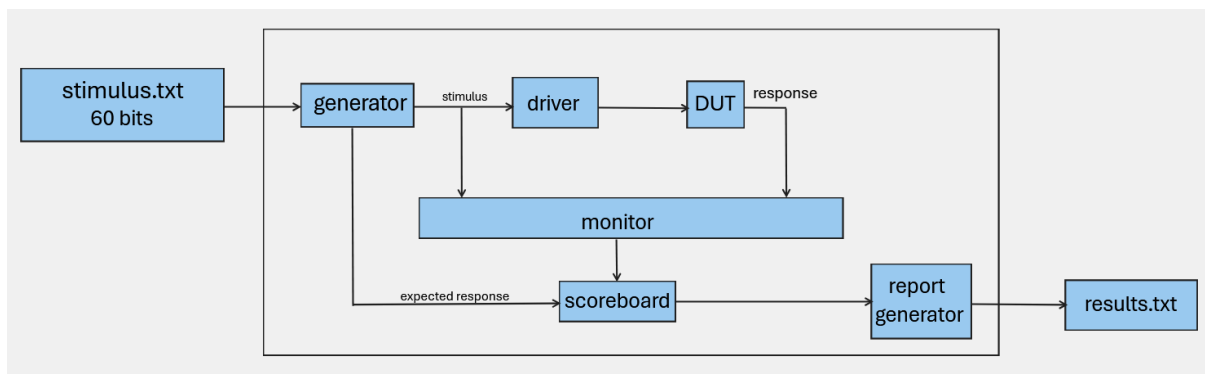 stimulus.txt
60 bits
generator
stimulus
driver
DUT
response
monitor
expected response
scoreboard
report
generator
results.txt